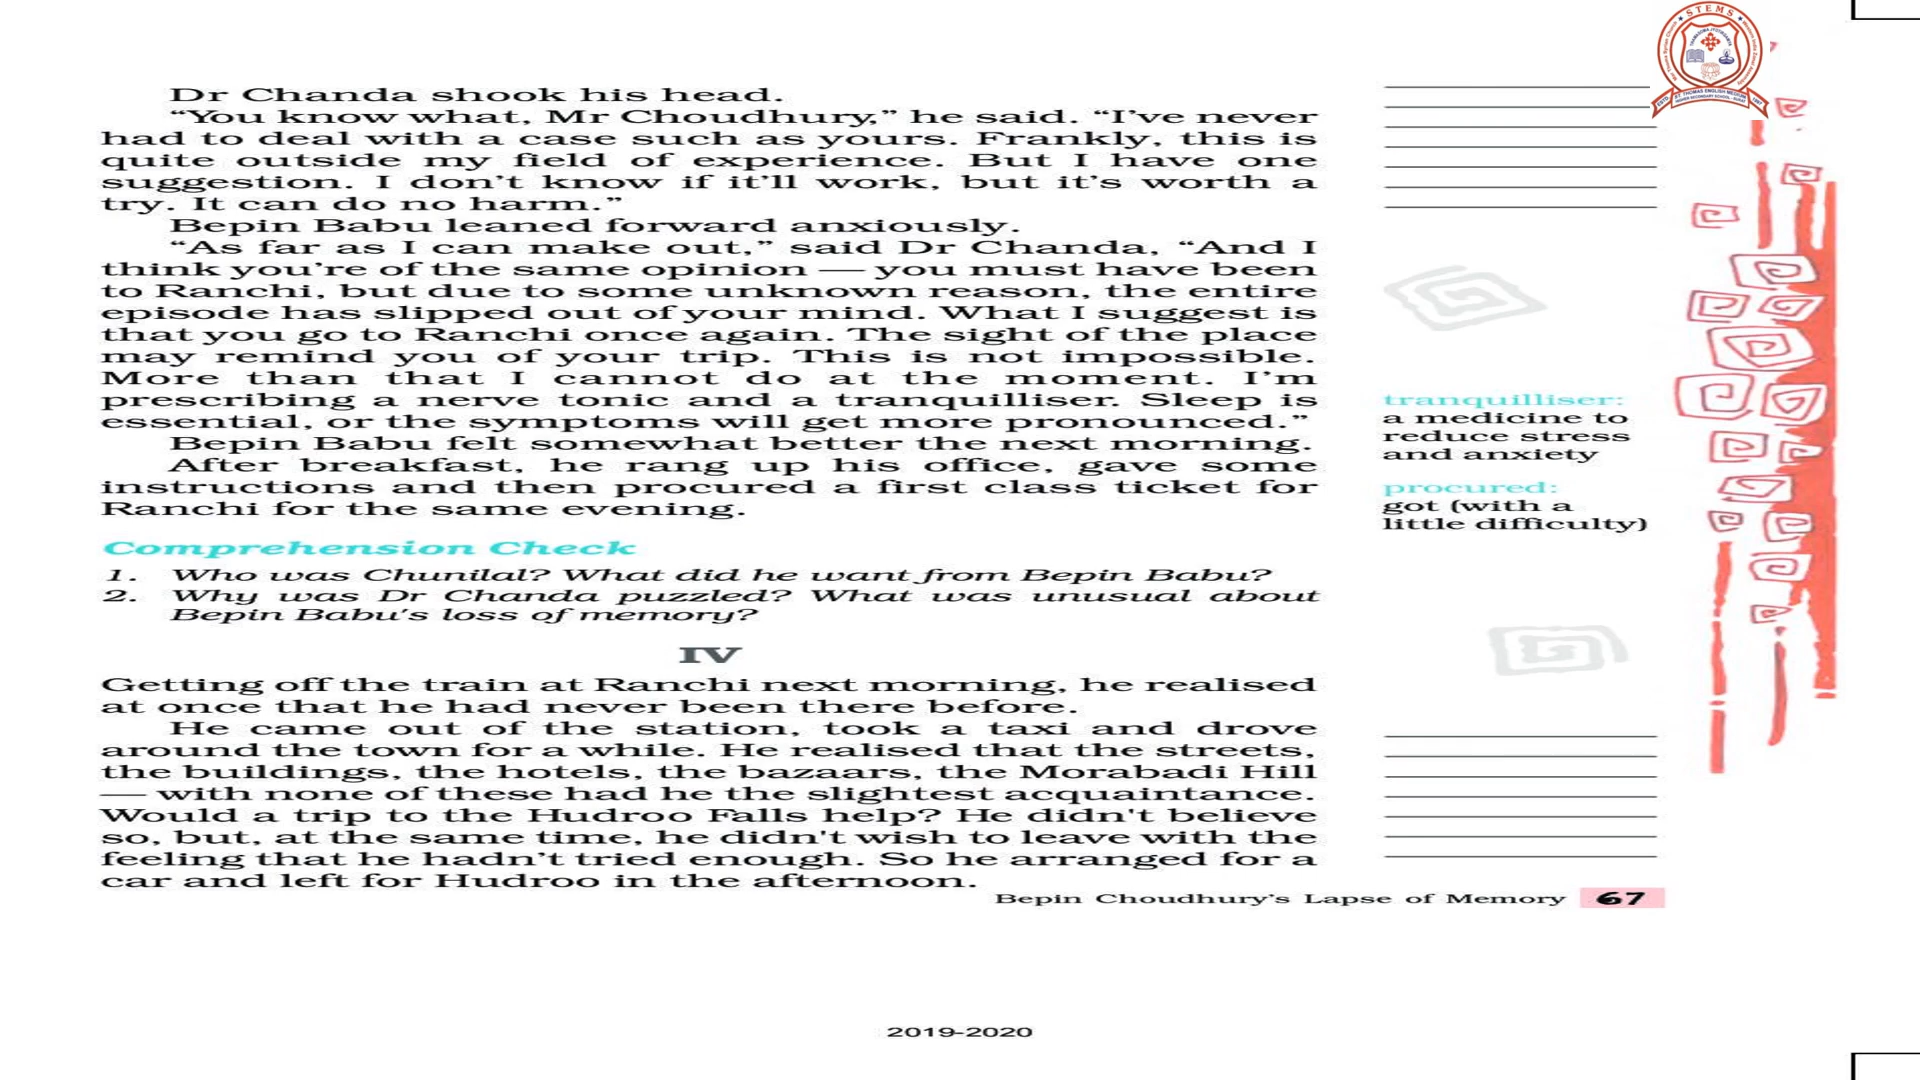 STEMS
ST. THOMAS ENGLISH MEDIUM
Dr Chanda shook his head.
“You know what, Mr Choudhury,” he said. “I’ve never
had to deal with a case such as yours. Frankly, this is
quite outside my field of experience. But I have one
suggestion. I don’t know if it’ll work, but it’s worth a
try. It can do no harm.”
Bepin Babu leaned forward anxiously.
“As far as I can make out,” said Dr Chanda, “And I
think you’re of the same opinion — you must have been
to Ranchi, but due to some unknown reason, the entire
episode has slipped out of your mind. What I suggest is
that you go to Ranchi once again. The sight of the place
may remind you of your trip. This is not impossible.
More than that I cannot do at the moment. I’m
prescribing a nerve tonic and a tranquilliser. Sleep is
essential, or the symptoms will get more pronounced.”
Bepin Babu felt somewhat better the next morning.
After breakfast, he rang up his office, gave some
instructions and then procured a first class ticket for
Ranchi for the same evening.
tranquilliser:
a medicine to
reduce stress
and anxiety
procured:
got (with a
little difficulty)
Comprehension Check
1. Who was Chunilal? What did he want from Bepin Babu?
2. Why was Dr Chanda puzzled? What was unusual about
Bepin Babu's loss of memory?
IV
Getting off the train at Ranchi next morning, he realised
at once that he had never been there before.
He came out of the station, took a taxi and drove
around the town for a while. He realised that the streets,
the buildings, the hotels, the bazaars, the Morabadi Hill
— with none of these had he the slightest acquaintance.
Would a trip to the Hudroo Falls help? He didn't believe
so, but, at the same time, he didn't wish to leave with the
feeling that he hadn’t tried enough. So he arranged for a
car and left for Hudroo in the afternoon.
Bepin Choudhury’s Lapse of Memory 67
2019-2020